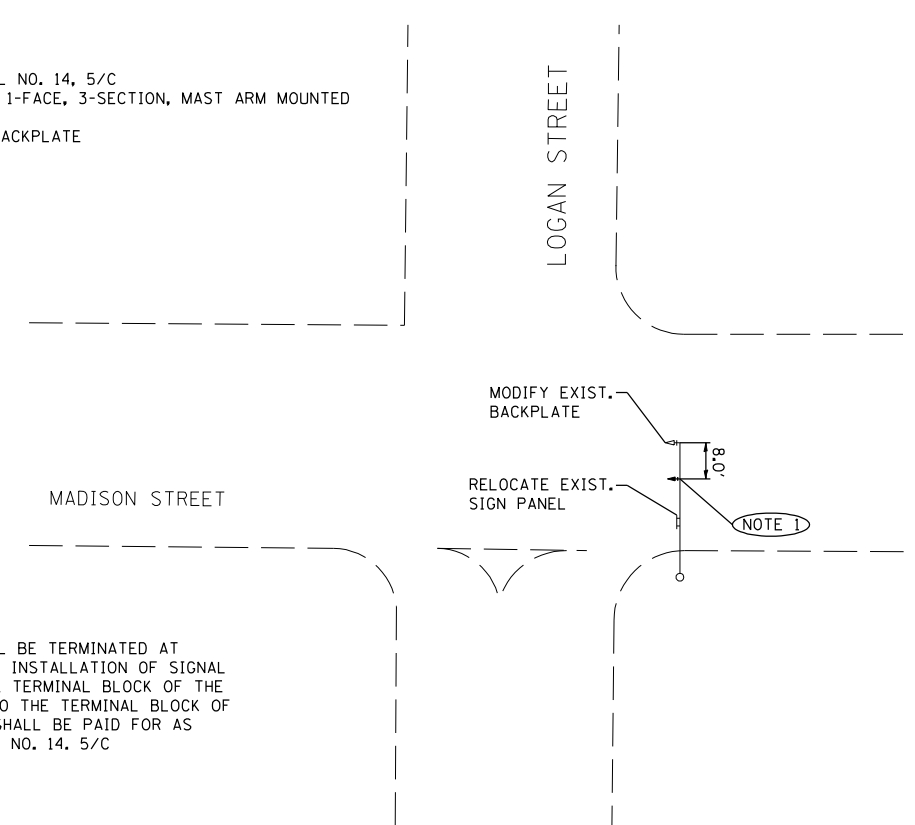 NO. 14, 5/C
1-FACE, 3-SECTION, MAST ARM MOUNTED
ACKPLATE
LOGAN STREET
MODIFY EXIST.
BACKPLATE
8.0'
RELOCATE EXIST.
SIGN PANEL
MADISON STREET
NOTE 1
L BE TERMINATED AT
INSTALLATION OF SIGNAL
TERMINAL BLOCK OF THE
O THE TERMINAL BLOCK OF
SHALL BE PAID FOR AS
NO. 14. 5/C